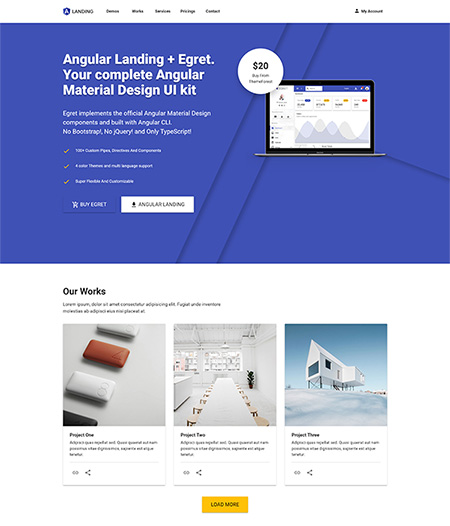 LANDING
Demos Works Services Pricings Contact
My Account
Angular Landing + Egret.
Your complete Angular
Material Design UI kit
$20
Buy From
ThemeForest
Egret implements the official Angular Material Design
components and built with Angular CLI.
No Bootstrap!, No jQuery! and Only TypeScript!
100+ Custom Pipes, Directives And Components
4 color Themes and multi language support
Super Flexible And Customizable
BUY EGRET
ANGULAR LANDING
Our Works
Lorem ipsum, dolor sit amet consectetur adipisicing elit. Fugiat unde inventore
molestias ab adipisci eius nisi placeat at.
Project One
Adipisci quas repellat sed. Quasi quaerat aut nam
possimus vitae dignissimos, sapiente est atque
tenetur.
Project Two
Adipisci quas repellat sed. Quasi quaerat aut nam
possimus vitae dignissimos, sapiente est atque
tenetur.
Project Three
Adipisci quas repellat sed. Quasi quaerat aut nam
possimus vitae dignissimos, sapiente est atque
tenetur.
LOAD MORE